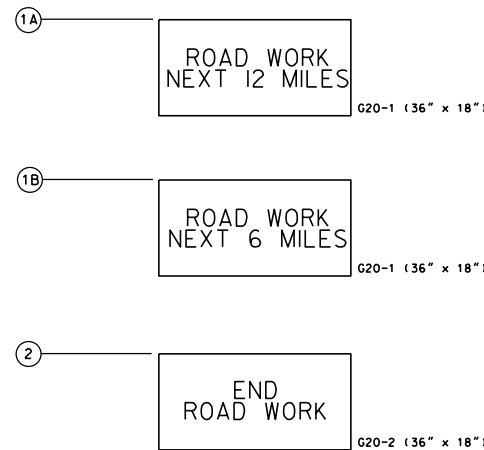 1A
ROAD WORK
NEXT 12 MILES
G20-1 (36" x 18")
1B
ROAD WORK
NEXT 6 MILES
G20-1 (36" x 18")
2
END
ROAD WORK
G20-2 (36" x 18")